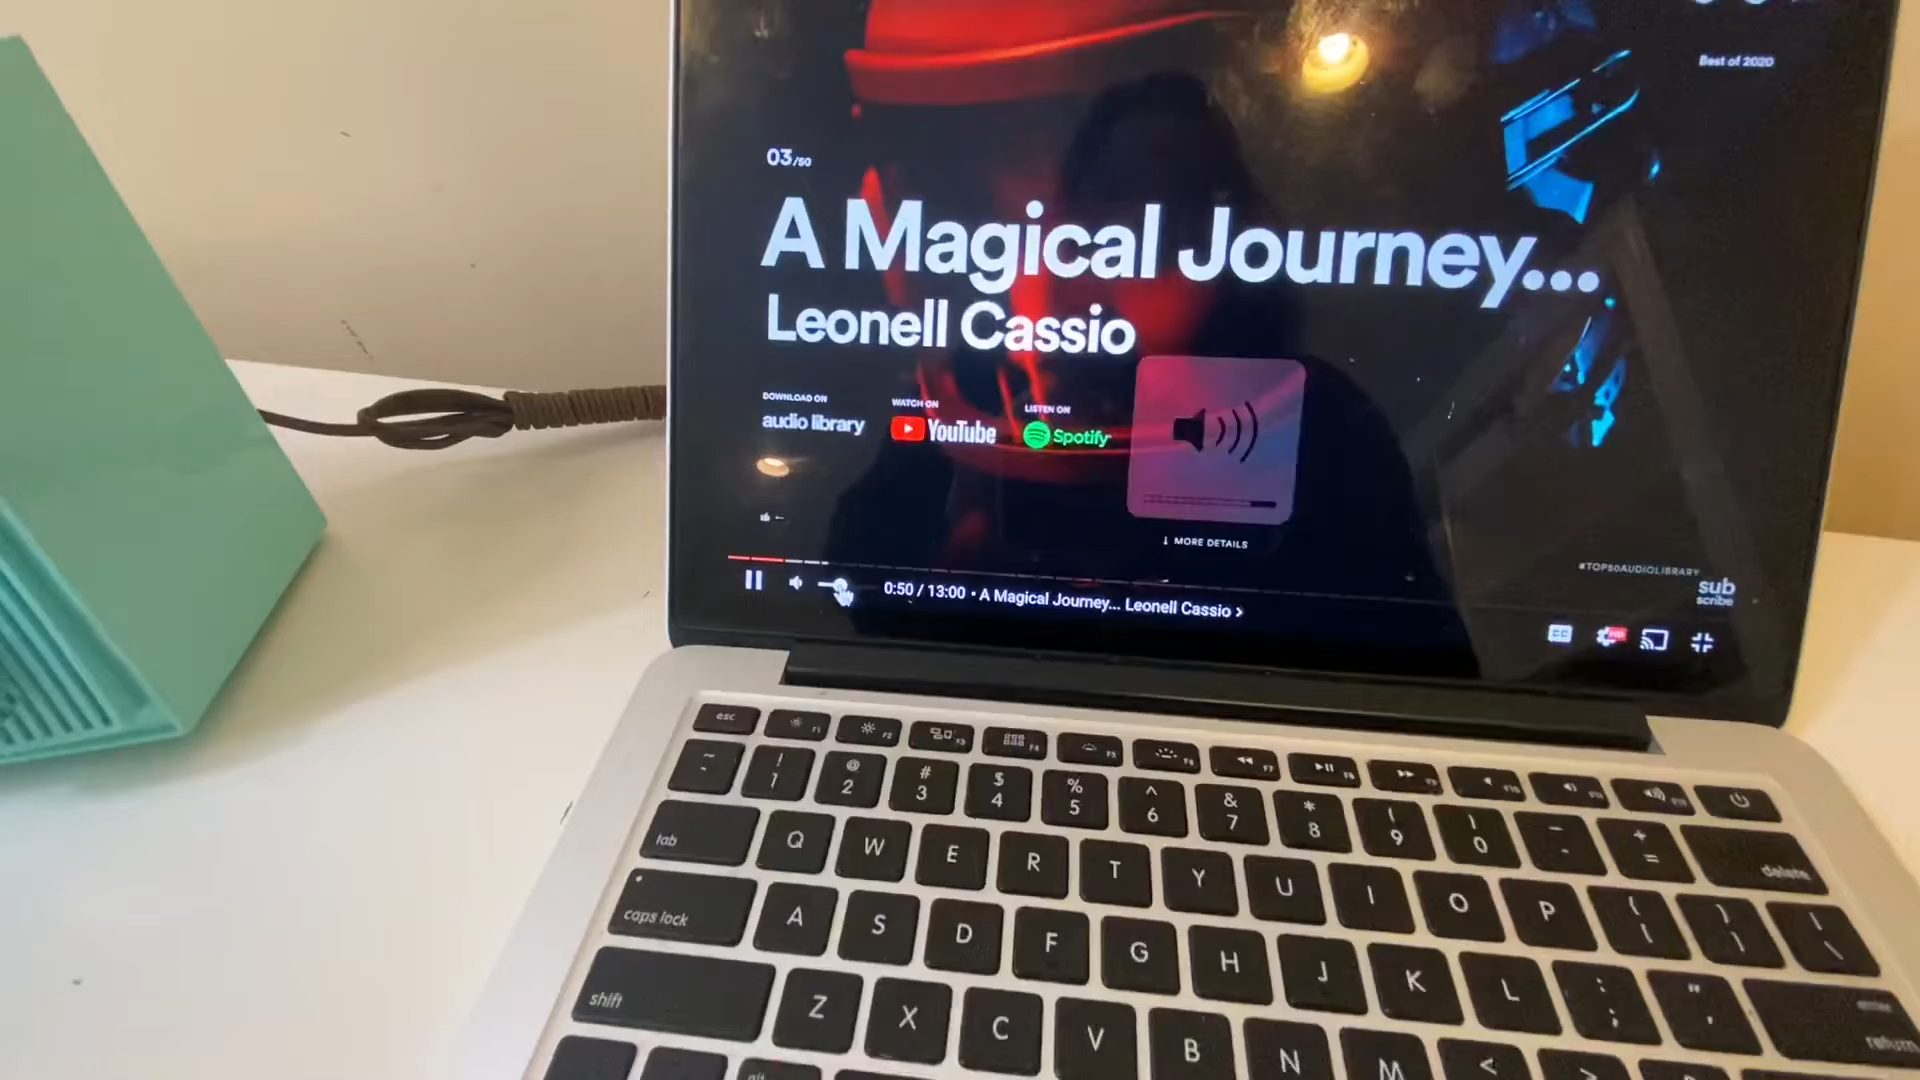 Best of 2020
03/50
A Magical Journey...
Leonell Cassio
DOWNLOAD ON
audio library
WATCH ON
YouTube
LISTEN ON
Spotify
↓ MORE DETAILS
#TOP50AUDIOLIBRARY
sub
scribe
0:50 / 13:00 • A Magical Journey... Leonell Cassio >
CC
HD
esc F1 F2 F3 F4 F5 F6 F7 F8 F9 F10 F11 F12
~ ! @ # $ % ^ & * ( ) - +
1 2 3 4 5 6 7 8 9 0 - = delete
tab Q W E R T Y U I O P { } \
[ ] \
caps lock A S D F G H J K L : "
; , enter
return
shift Z X C V B N M < >